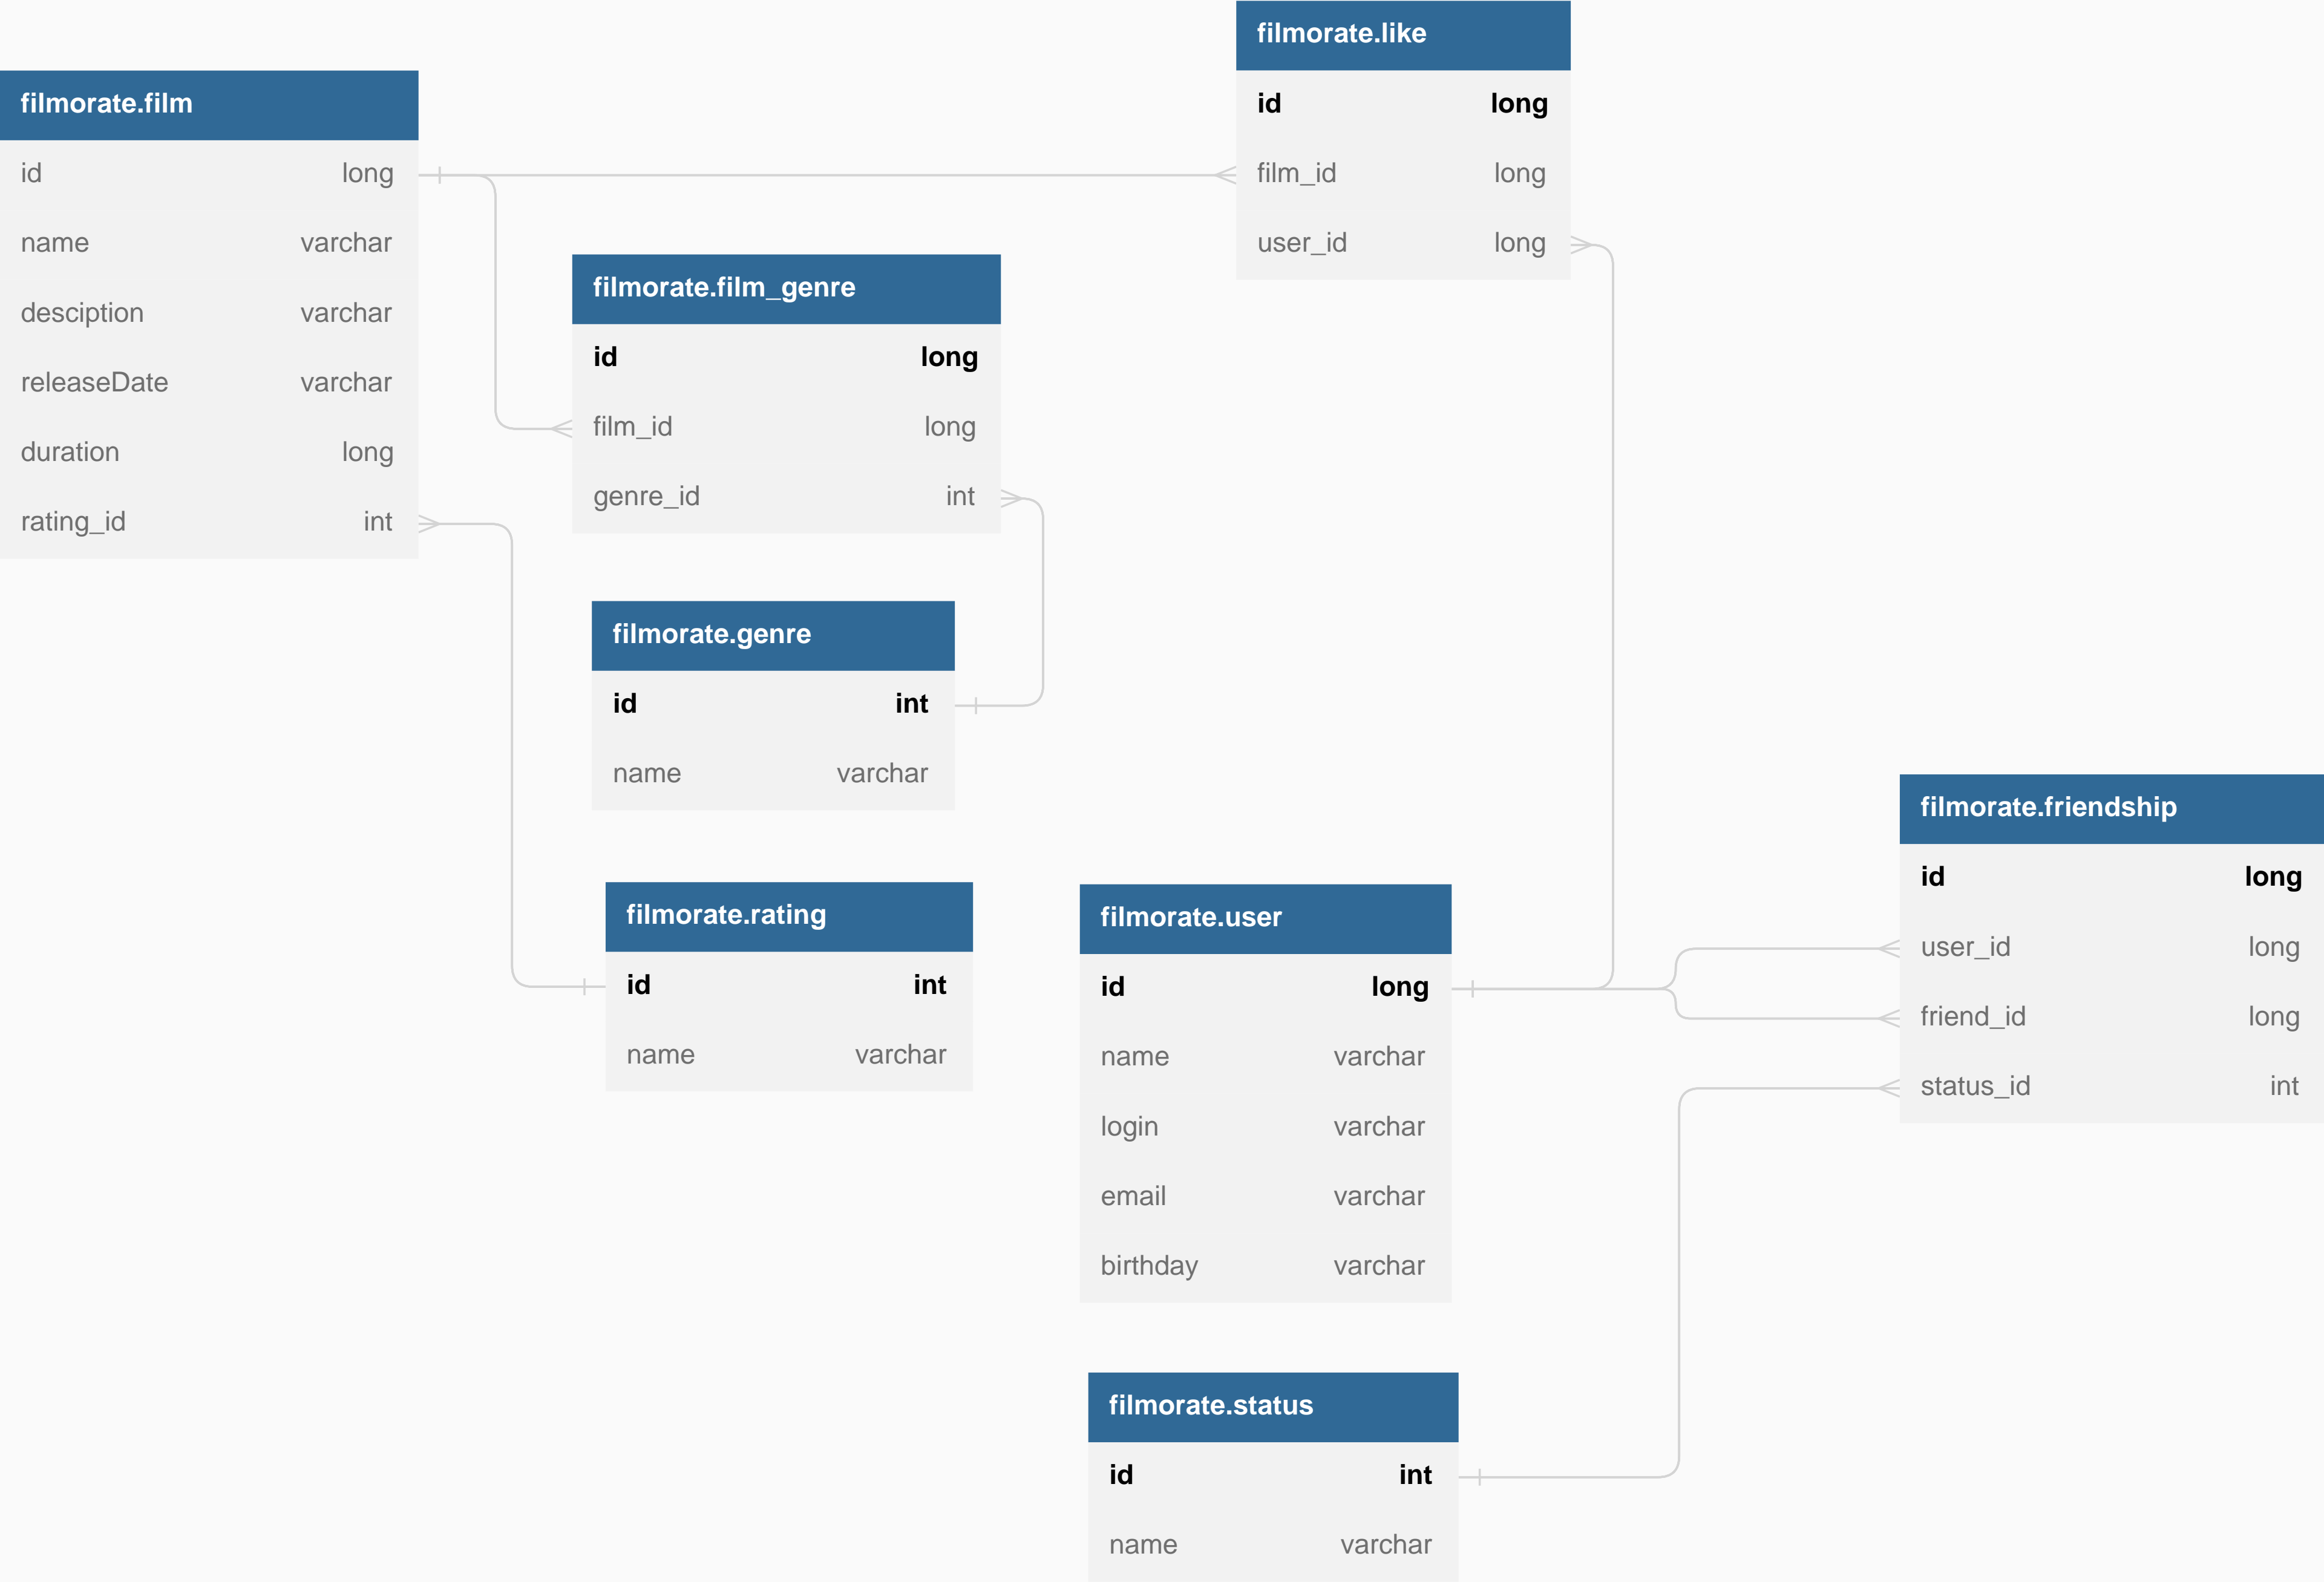 filmorate.film
id long
name varchar
desciption varchar
releaseDate varchar
duration long
rating_id int
filmorate.like
id long
film_id long
user_id long
filmorate.film_genre
id long
film_id long
genre_id int
filmorate.genre
id int
name varchar
filmorate.rating
id int
name varchar
filmorate.user
id long
name varchar
login varchar
email varchar
birthday varchar
filmorate.friendship
id long
user_id long
friend_id long
status_id int
filmorate.status
id int
name varchar